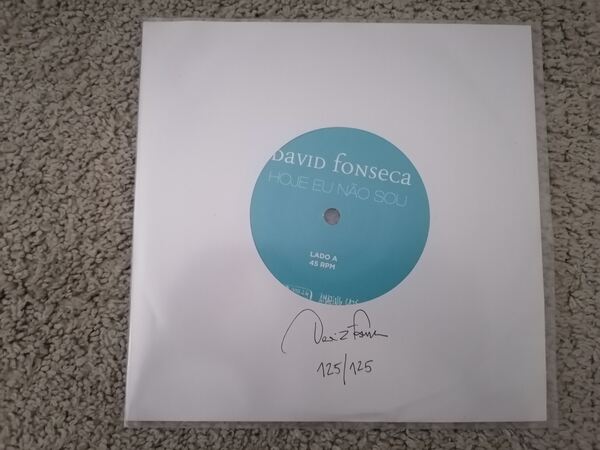 DAVID FONSECA
HOJE EU NÃO SOU
LADO A
45 RPM
125/125